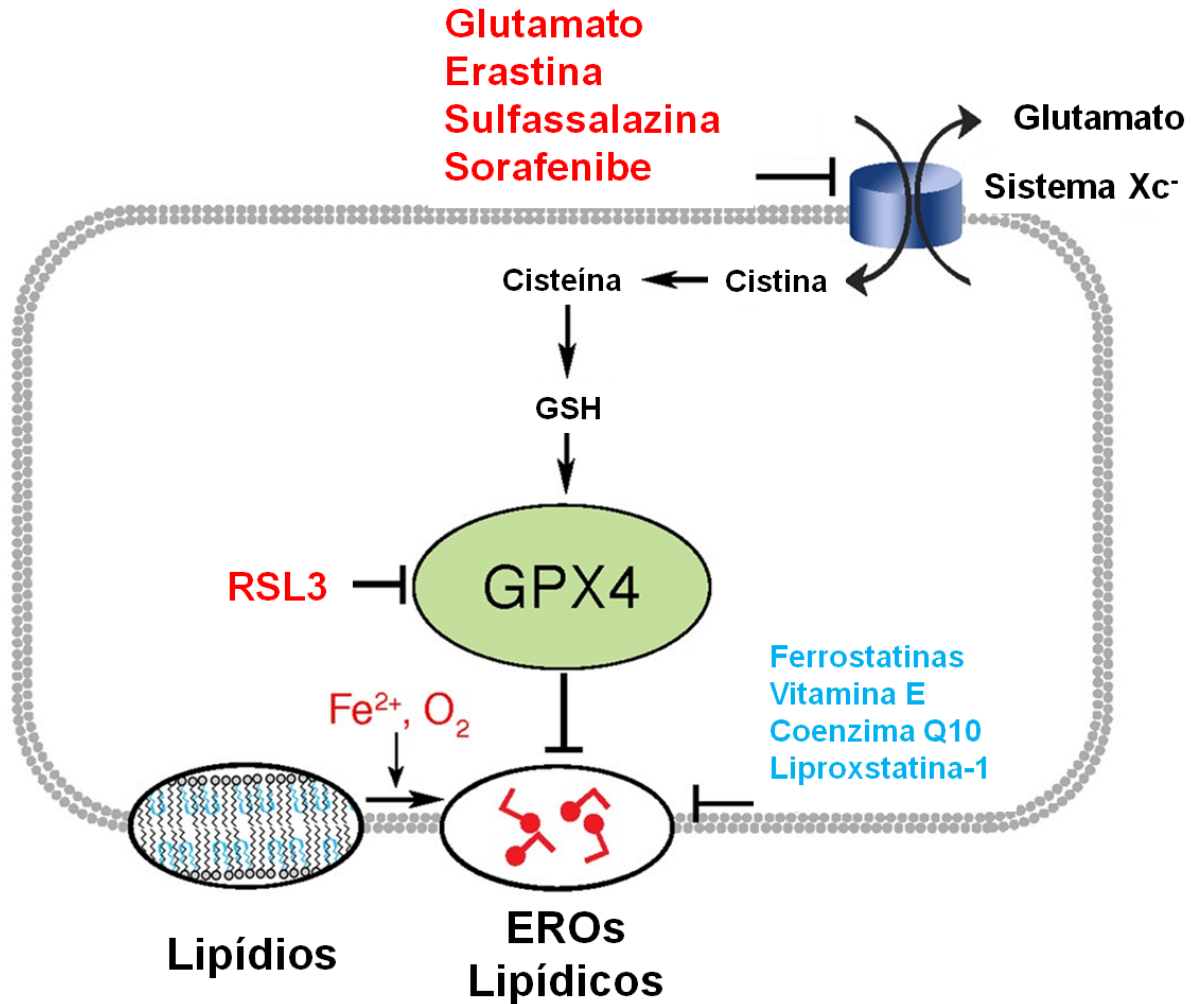 Glutamato
Erastina
Sulfassalazina
Sorafenibe
Glutamato
Sistema Xc⁻
Cisteína
Cistina
GSH
GPX4
RSL3
Fe²⁺, O₂
Ferrostatinas
Vitamina E
Coenzima Q10
Liproxstatina-1
Lipídios
EROs
Lipídicos